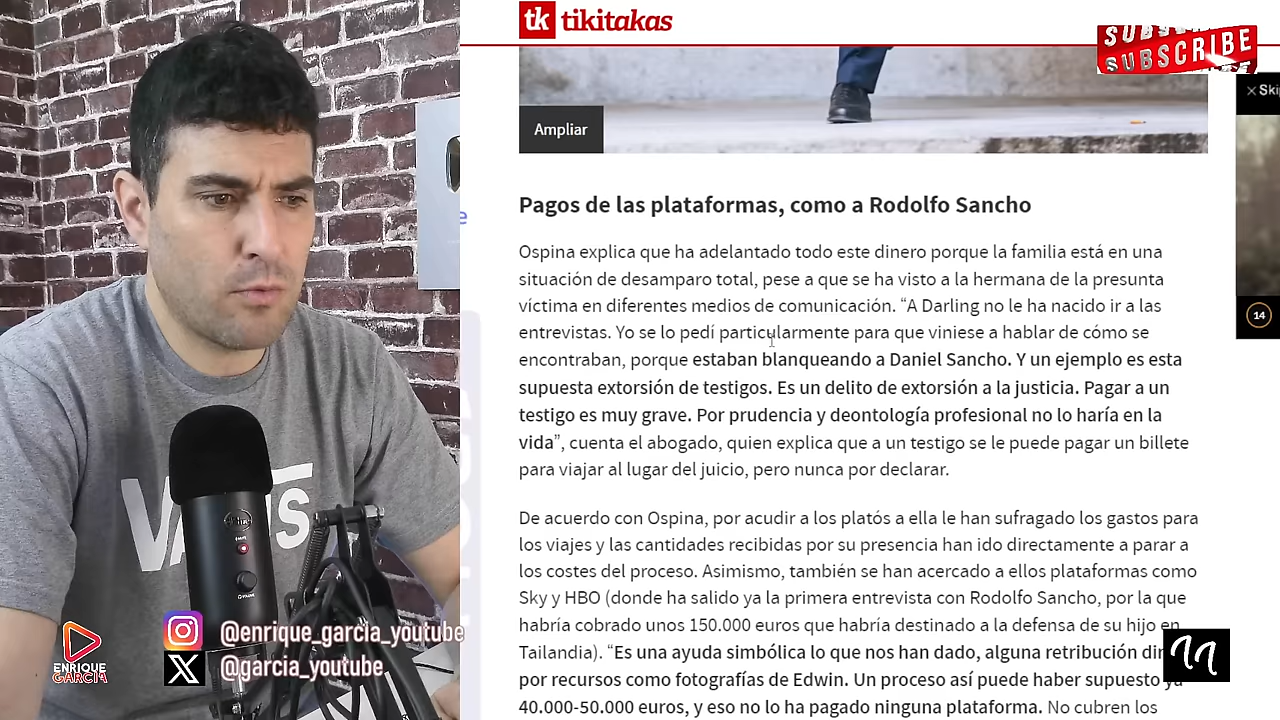 tk tikitakas
SUBSCRIBE
SUBSCRIBE
Ampliar
Pagos de las plataformas, como a Rodolfo Sancho
Ospina explica que ha adelantado todo este dinero porque la familia está en una
situación de desamparo total, pese a que se ha visto a la hermana de la presunta
víctima en diferentes medios de comunicación. “A Darling no le ha nacido ir a las
entrevistas. Yo se lo pedí particularmente para que viniese a hablar de cómo se
encontraban, porque estaban blanqueando a Daniel Sancho. Y un ejemplo es esta
supuesta extorsión de testigos. Es un delito de extorsión a la justicia. Pagar a un
testigo es muy grave. Por prudencia y deontología profesional no lo haría en la
vida”, cuenta el abogado, quien explica que a un testigo se le puede pagar un billete
para viajar al lugar del juicio, pero nunca por declarar.
De acuerdo con Ospina, por acudir a los platós a ella le han sufragado los gastos para
los viajes y las cantidades recibidas por su presencia han ido directamente a parar a
los costes del proceso. Asimismo, también se han acercado a ellos plataformas como
Sky y HBO (donde ha salido ya la primera entrevista con Rodolfo Sancho, por la que
habría cobrado unos 150.000 euros que habría destinado a la defensa de su hijo en
Tailandia). “Es una ayuda simbólica lo que nos han dado, alguna retribución
por recursos como fotografías de Edwin. Un proceso así puede haber supuesto ya
40.000-50.000 euros, y eso no lo ha pagado ninguna plataforma. No cubren los
× Ski
14
e
VANS
@enrique_garcia_youtube
@garcia_youtube
ENRIQUE
GARCIA